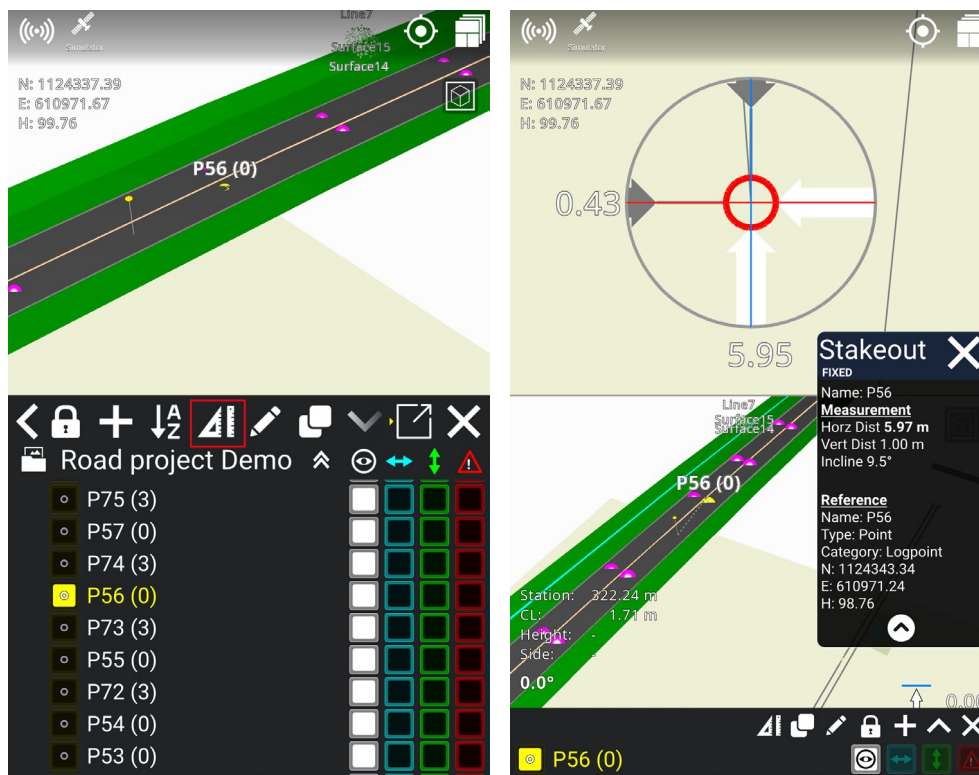 Simulator
Line7
Surface15
Surface14
N: 1124337.39
E: 610971.67
H: 99.76
P56 (0)
A
Z
Road project Demo
P75 (3)
P57 (0)
P74 (3)
P56 (0)
P73 (3)
P55 (0)
P72 (3)
P54 (0)
P53 (0)
Simulator
N: 1124337.39
E: 610971.67
H: 99.76
0.43
5.95
Stakeout
FIXED
Name: P56
Measurement
Horz Dist 5.97 m
Vert Dist 1.00 m
Incline 9.5°
Reference
Name: P56
Type: Point
Category: Logpoint
N: 1124343.34
E: 610971.24
H: 98.76
Line7
Surface15
Surface14
P56 (0)
Station: 322.24 m
CL: 1.71 m
Height: -
Side: -
0.0°
0.00
P56 (0)